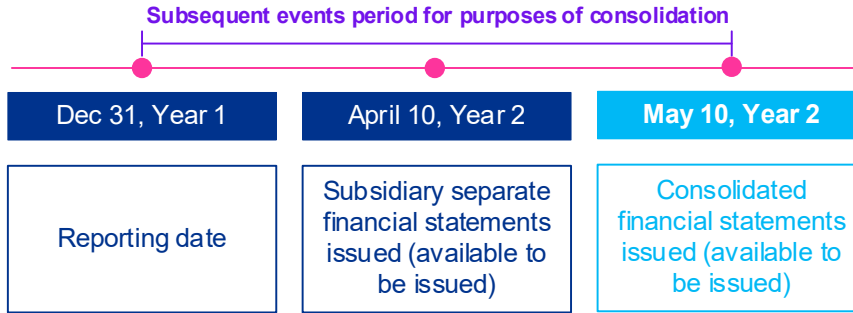 Subsequent events period for purposes of consolidation
Dec 31, Year 1
April 10, Year 2
May 10, Year 2
Reporting date
Subsidiary separate
financial statements
issued (available to
be issued)
Consolidated
financial statements
issued (available to
be issued)